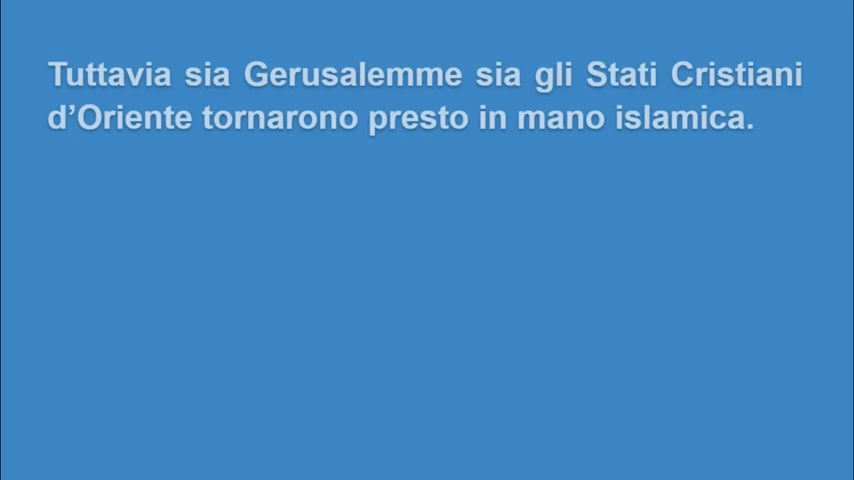 Tuttavia sia Gerusalemme sia gli Stati Cristiani
d’Oriente tornarono presto in mano islamica.